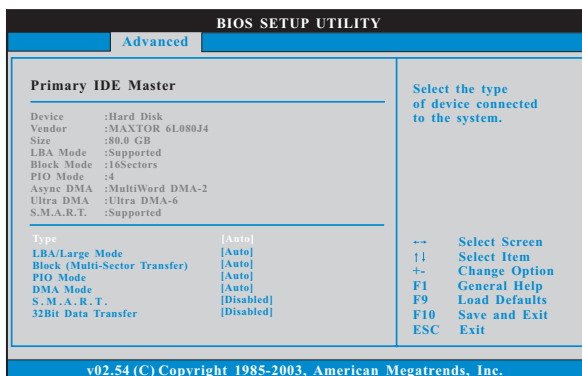 BIOS SETUP UTILITY
Advanced
Primary IDE Master
Device :Hard Disk
Vendor :MAXTOR 6L080J4
Size :80.0 GB
LBA Mode :Supported
Block Mode :16Sectors
PIO Mode :4
Async DMA :MultiWord DMA-2
Ultra DMA :Ultra DMA-6
S.M.A.R.T. :Supported
Type [Auto]
LBA/Large Mode [Auto]
Block (Multi-Sector Transfer) [Auto]
PIO Mode [Auto]
DMA Mode [Auto]
S.M.A.R.T. [Disabled]
32Bit Data Transfer [Disabled]
Select the type
of device connected
to the system.
←→ Select Screen
↑↓ Select Item
+- Change Option
F1 General Help
F9 Load Defaults
F10 Save and Exit
ESC Exit
v02.54 (C) Copyright 1985-2003, American Megatrends, Inc.